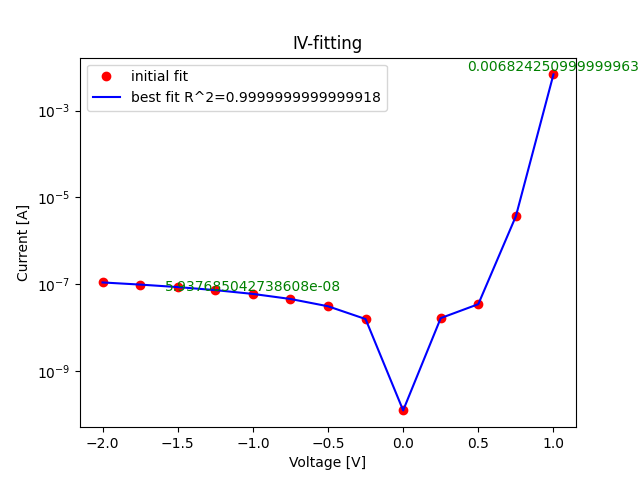 IV-fitting
0.006824250999999963
initial fit
best fit R^2=0.9999999999999918
10⁻³
10⁻⁵
10⁻⁷
10⁻⁹
Current [A]
5.937685042738608e-08
−2.0
−1.5
−1.0
−0.5
0.0
0.5
1.0
Voltage [V]